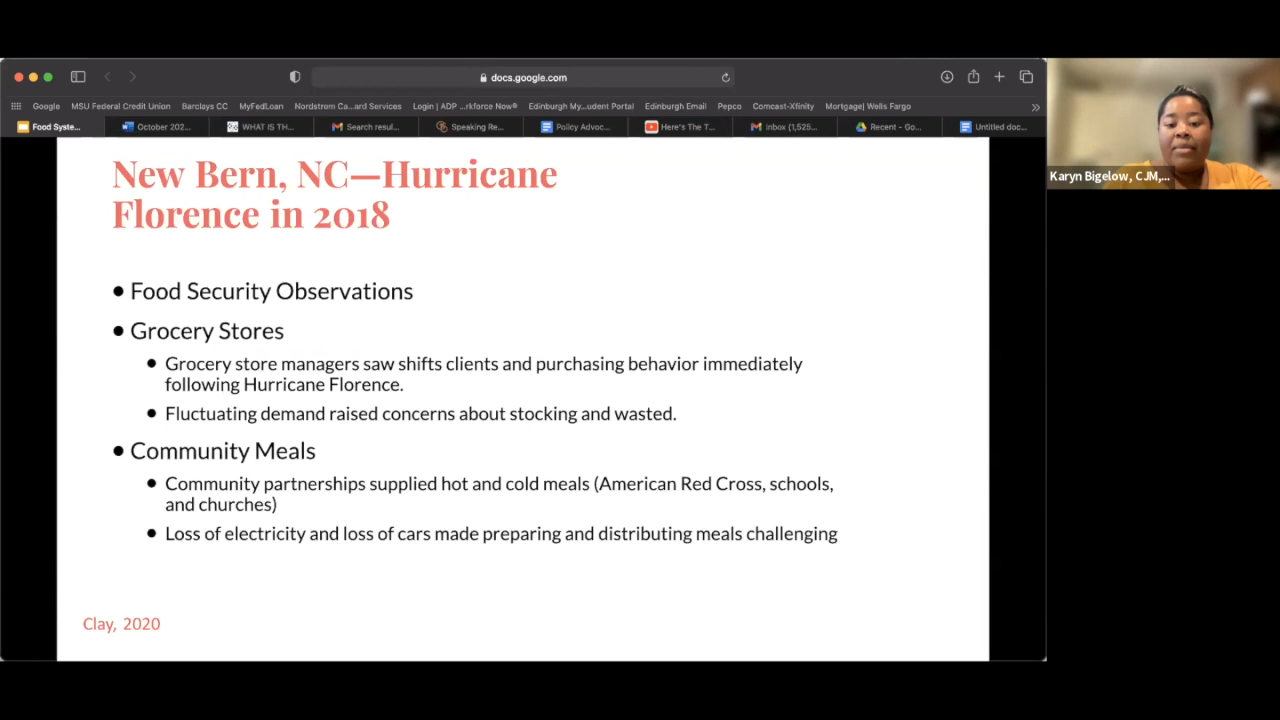 docs.google.com
Google MSU Federal Credit Union Barclays CC MyFedLoan Nordstrom Ca...ard Services Login | ADP ...rkforce Now® Edinburgh My...udent Portal Edinburgh Email Pepco Comcast-Xfinity Mortgage| Wells Fargo
Food Syste... October 202... WHAT IS TH... Search resul... Speaking Re... Policy Advoc... Here's The T... Inbox (1,525... Recent - Go... Untitled doc...
Karyn Bigelow, CJM,...
New Bern, NC—Hurricane
Florence in 2018
• Food Security Observations
• Grocery Stores
• Grocery store managers saw shifts clients and purchasing behavior immediately
following Hurricane Florence.
• Fluctuating demand raised concerns about stocking and wasted.
• Community Meals
• Community partnerships supplied hot and cold meals (American Red Cross, schools,
and churches)
• Loss of electricity and loss of cars made preparing and distributing meals challenging
Clay, 2020